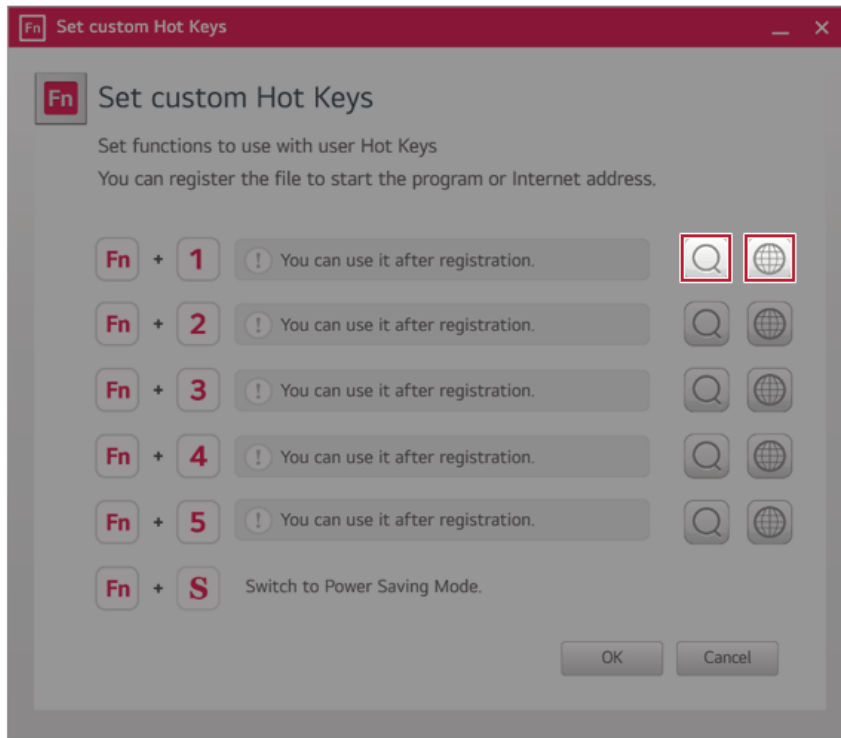 Fn Set custom Hot Keys
Fn Set custom Hot Keys
Set functions to use with user Hot Keys
You can register the file to start the program or Internet address.
Fn + 1 ! You can use it after registration.
Fn + 2 ! You can use it after registration.
Fn + 3 ! You can use it after registration.
Fn + 4 ! You can use it after registration.
Fn + 5 ! You can use it after registration.
Fn + S Switch to Power Saving Mode.
OK Cancel